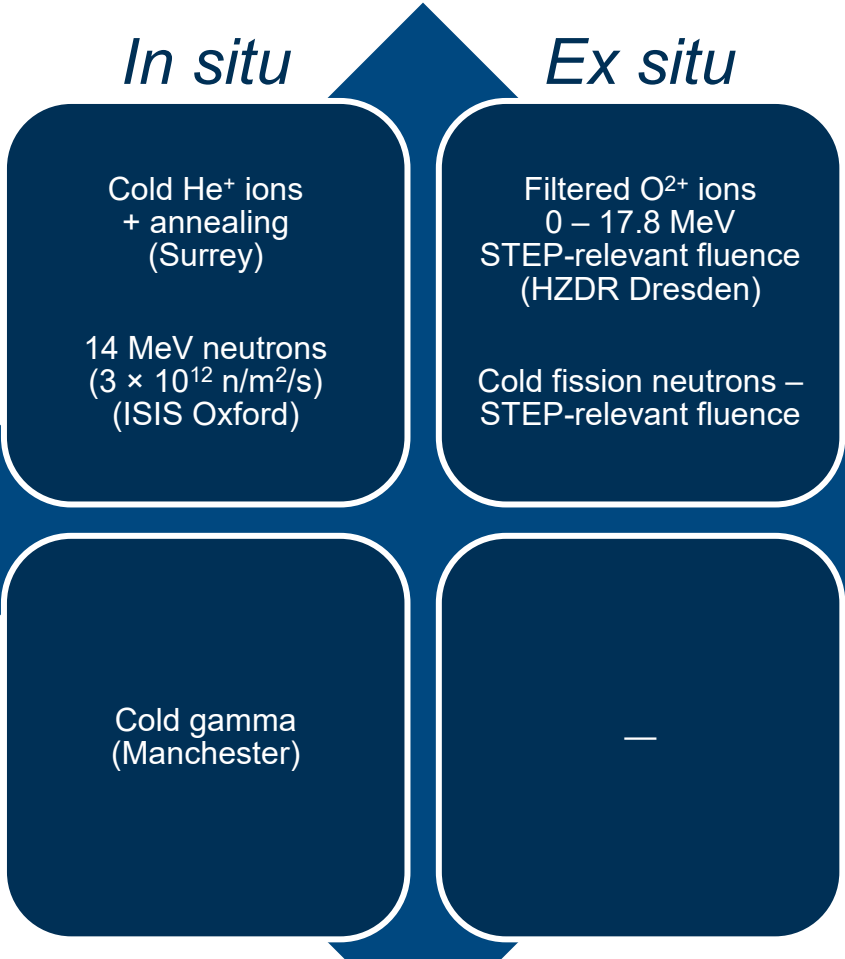 In situ
Ex situ
Cold He⁺ ions
+ annealing
(Surrey)
14 MeV neutrons
(3 × 10¹² n/m²/s)
(ISIS Oxford)
Filtered O²⁺ ions
0 – 17.8 MeV
STEP-relevant fluence
(HZDR Dresden)
Cold fission neutrons –
STEP-relevant fluence
Cold gamma
(Manchester)
—